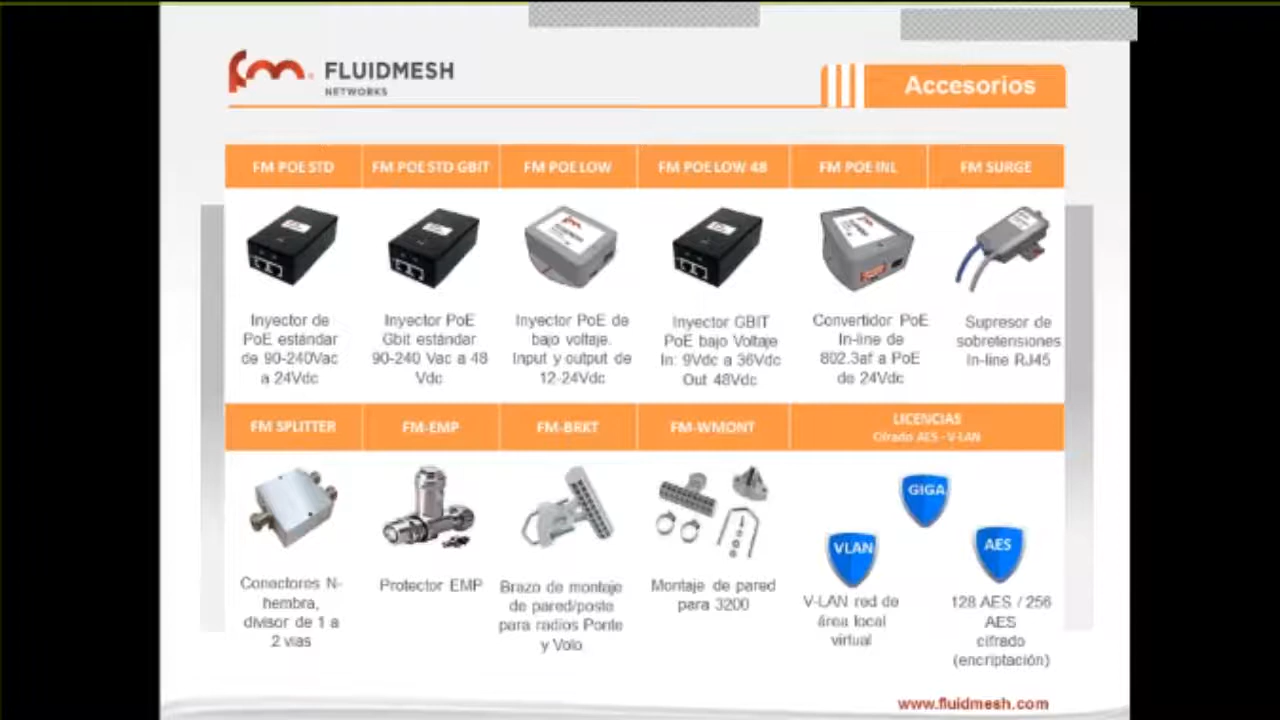 FLUIDMESH
NETWORKS
Accesorios
FM POE STD
FM POE STD GBIT
FM POE LOW
FM POE LOW 48
FM POE INL
FM SURGE
Inyector de
PoE estándar
de 90-240Vac
a 24Vdc
Inyector PoE
Gbit estándar
90-240 Vac a 48
Vdc
Inyector PoE de
bajo voltaje.
Input y output de
12-24Vdc
Inyector GBIT
PoE bajo Voltaje
In: 9Vdc a 36Vdc
Out 48Vdc
Convertidor PoE
In-line de
802.3af a PoE
de 24Vdc
Supresor de
sobretensiones
In-line RJ45
FM SPLITTER
FM-EMP
FM-BRKT
FM-WMONT
LICENCIAS
Cifrado AES - V-LAN
Conectores N-
hembra,
divisor de 1 a
2 vias
Protector EMP
Brazo de montaje
de pared/poste
para radios Ponte
y Volo
Montaje de pared
para 3200
GIGA
VLAN
AES
V-LAN red de
área local
virtual
128 AES / 256
AES
cifrado
(encriptación)
www.fluidmesh.com